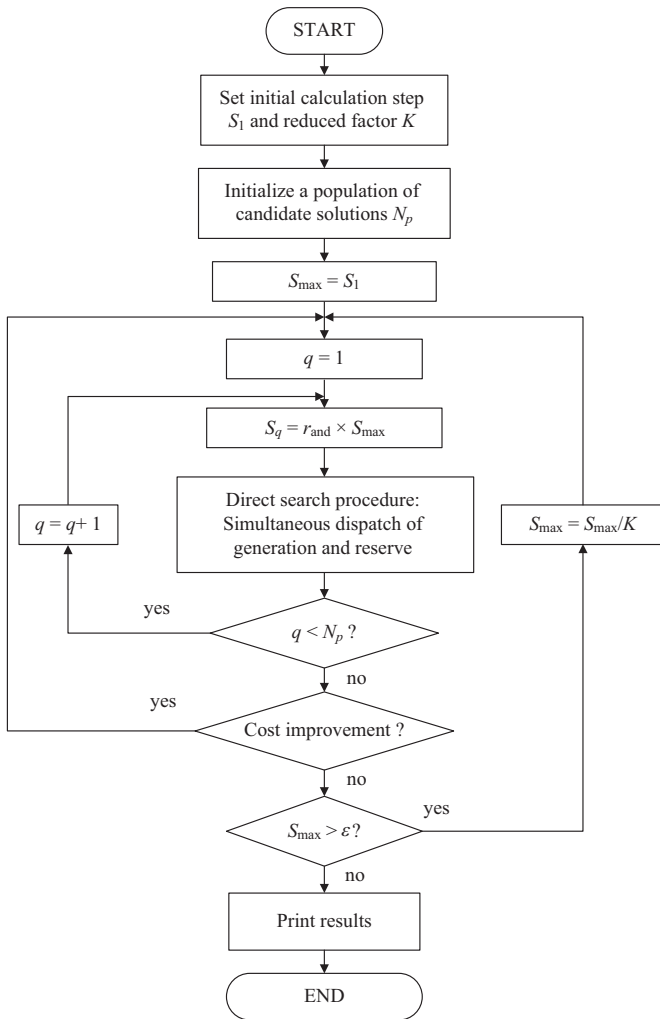 START
Set initial calculation step
S₁ and reduced factor K
Initialize a population of
candidate solutions Nₚ
Sₘₐₓ = S₁
q = 1
S_q = r_and × Sₘₐₓ
Direct search procedure:
Simultaneous dispatch of
generation and reserve
q = q+ 1
Sₘₐₓ = Sₘₐₓ/K
yes
q < Nₚ ?
no
yes
Cost improvement ?
no
yes
Sₘₐₓ > ε?
no
Print results
END